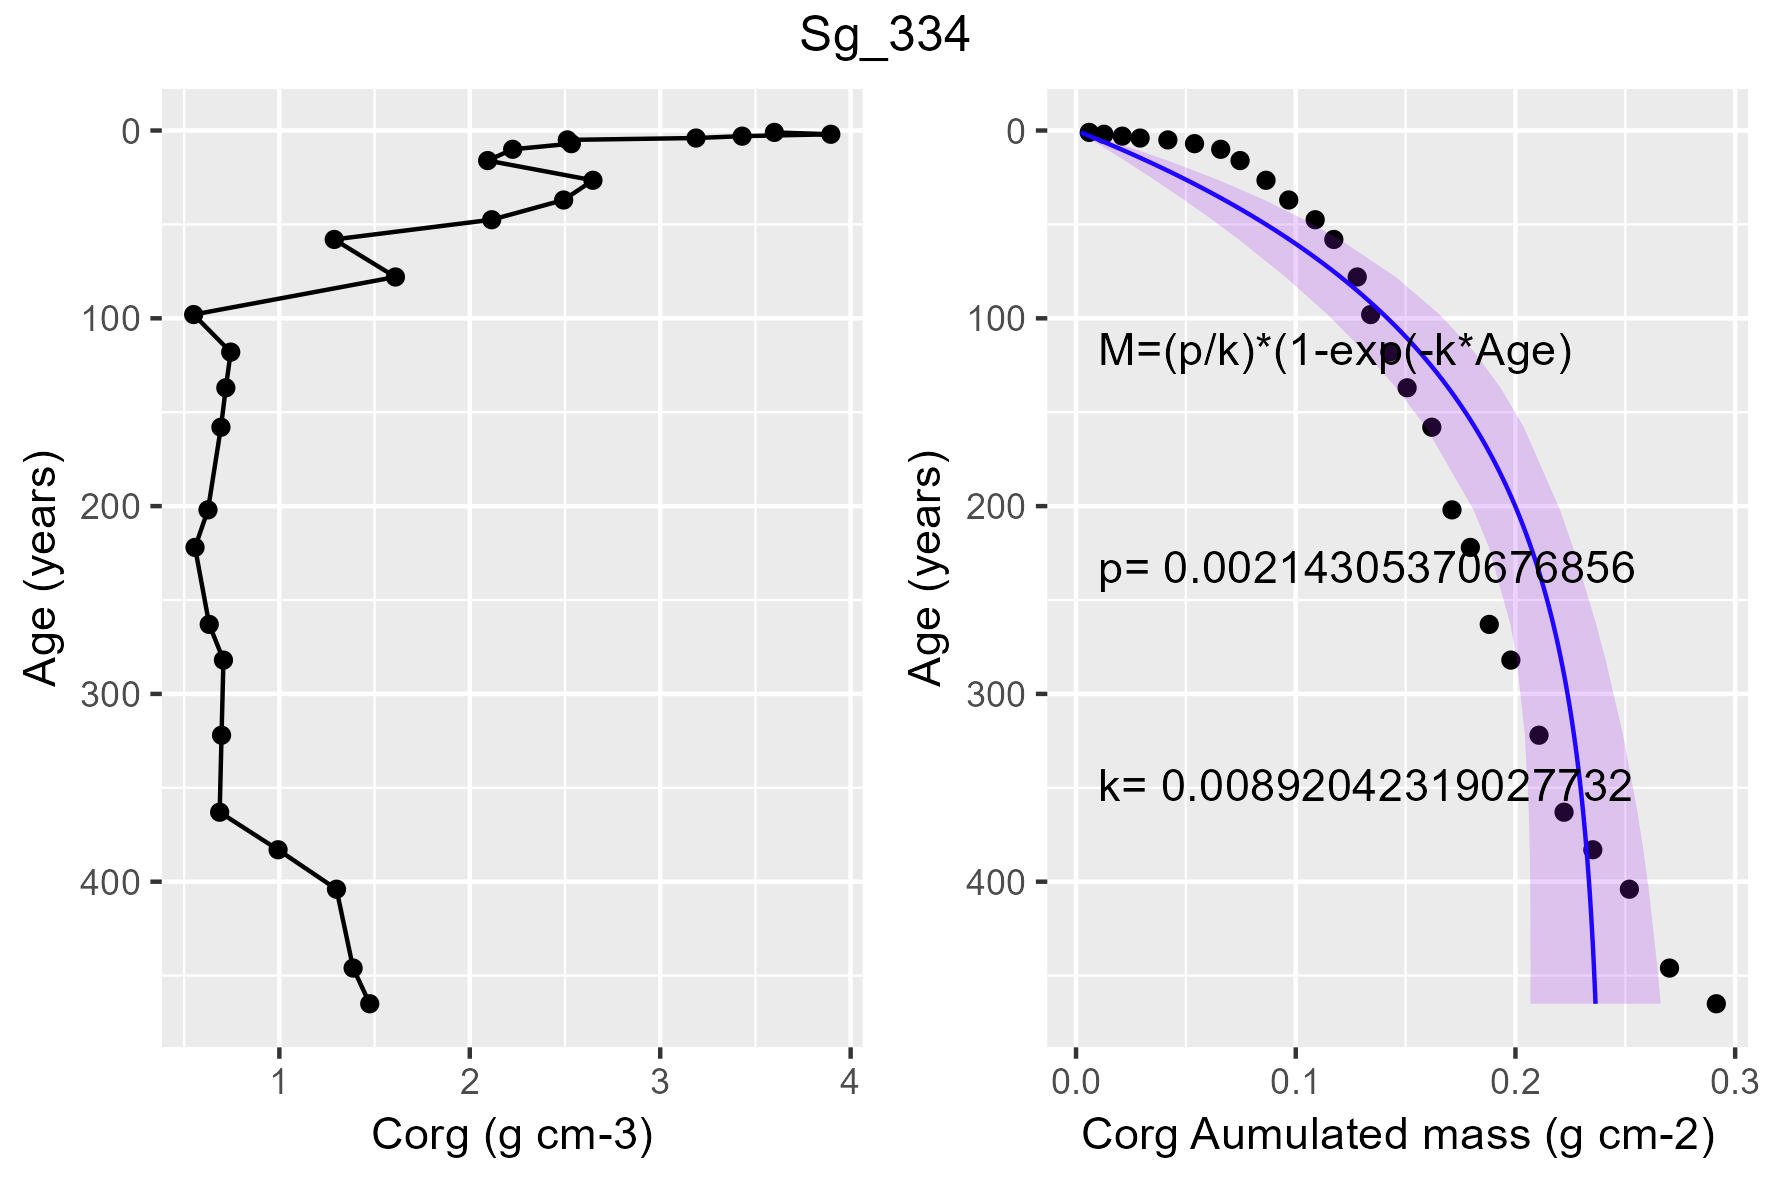 Sg_334
0
100
200
300
400
Age (years)
1
2
3
4
Corg (g cm-3)
0
100
200
300
400
Age (years)
M=(p/k)*(1-exp(-k*Age)
p= 0.00214305370676856
k= 0.00892042319027732
0.0
0.1
0.2
0.3
Corg Aumulated mass (g cm-2)